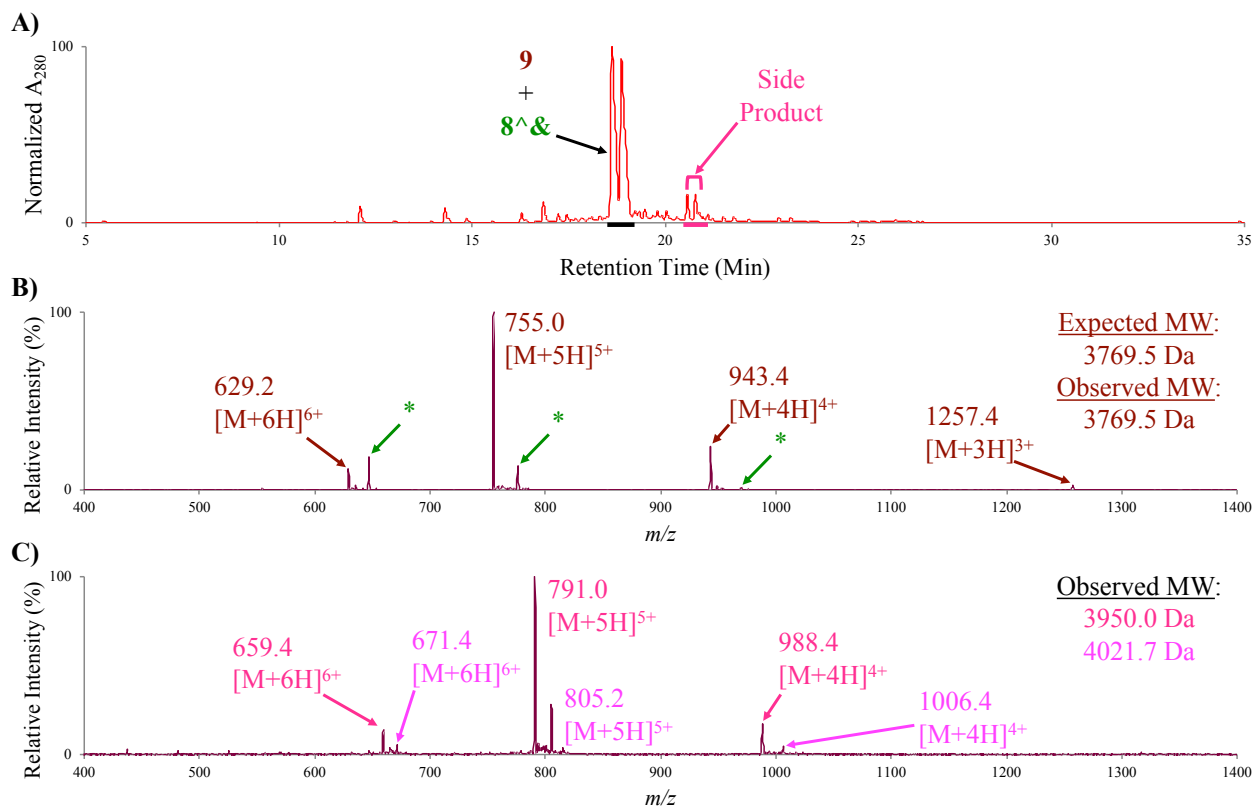 A)
Normalized A₂₈₀
100
0
9
+
8^&
Side
Product
5 10 15 20 25 30 35
Retention Time (Min)
B)
Relative Intensity (%)
100
0
629.2
[M+6H]⁶⁺
*
755.0
[M+5H]⁵⁺
*
943.4
[M+4H]⁴⁺
*
1257.4
[M+3H]³⁺
Expected MW:
3769.5 Da
Observed MW:
3769.5 Da
400 500 600 700 800 900 1000 1100 1200 1300 1400
m/z
C)
Relative Intensity (%)
100
0
659.4
[M+6H]⁶⁺
671.4
[M+6H]⁶⁺
791.0
[M+5H]⁵⁺
805.2
[M+5H]⁵⁺
988.4
[M+4H]⁴⁺
1006.4
[M+4H]⁴⁺
Observed MW:
3950.0 Da
4021.7 Da
400 500 600 700 800 900 1000 1100 1200 1300 1400
m/z